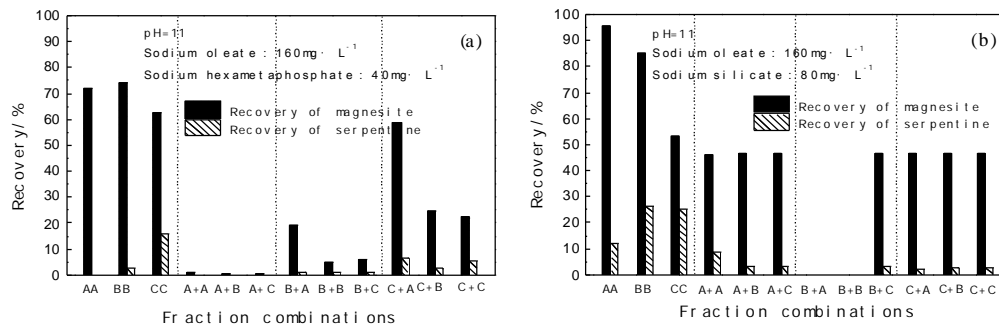 (a)
pH=11
Sodium oleate: 160mg· L⁻¹
Sodium hexametaphosphate: 40mg· L⁻¹
Recovery of magnesite
Recovery of serpentine
Recovery/%
100
90
80
70
60
50
40
30
20
10
0
AA BB CC A+A A+B A+C B+A B+B B+C C+A C+B C+C
Fraction combinations
(b)
pH=11
Sodium oleate: 160mg· L⁻¹
Sodium silicate: 80mg· L⁻¹
Recovery of magnesite
Recovery of serpentine
Recovery/%
100
90
80
70
60
50
40
30
20
10
0
AA BB CC A+A A+B A+C B+A B+B B+C C+A C+B C+C
Fraction combinations